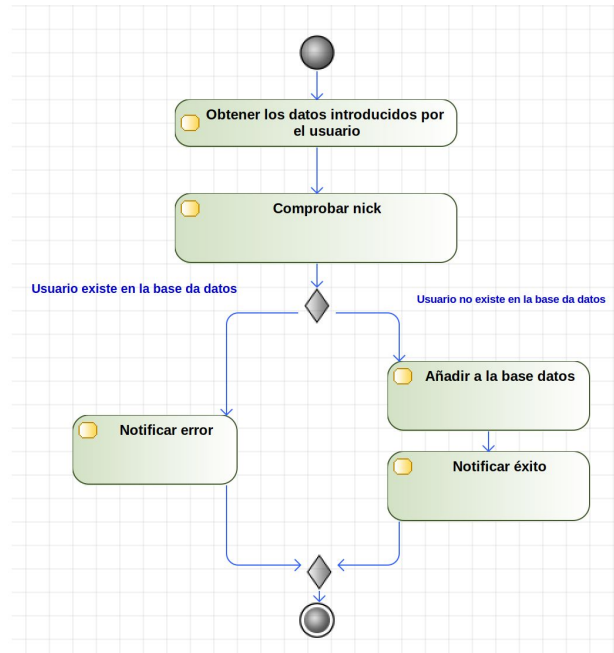 Obtener los datos introducidos por
el usuario
Comprobar nick
Usuario existe en la base da datos
Usuario no existe en la base da datos
Añadir a la base datos
Notificar error
Notificar éxito